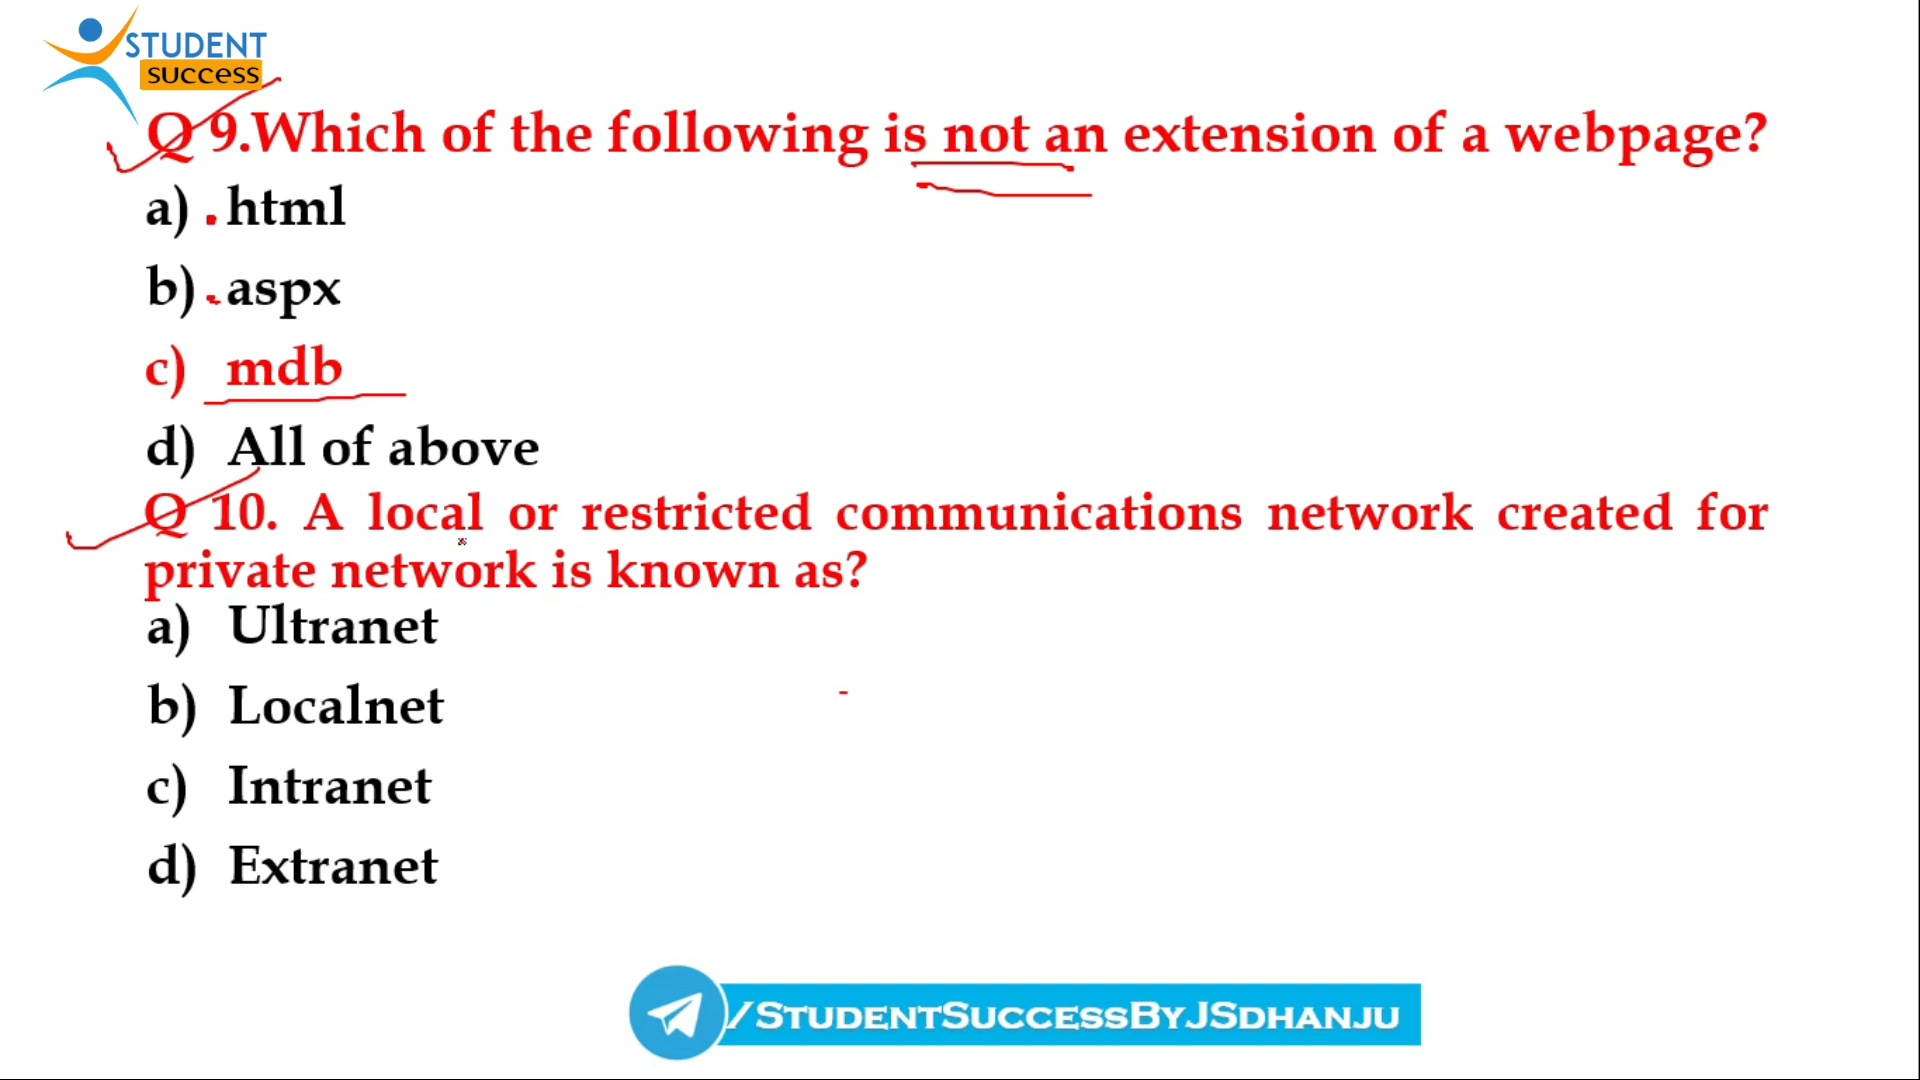 STUDENT
success
Q 9.Which of the following is not an extension of a webpage?
a) . html
b) . aspx
c) mdb
d) All of above
Q 10. A local or restricted communications network created for
private network is known as?
a) Ultranet
b) Localnet
c) Intranet
d) Extranet
/StudentSuccessByJSdhanju